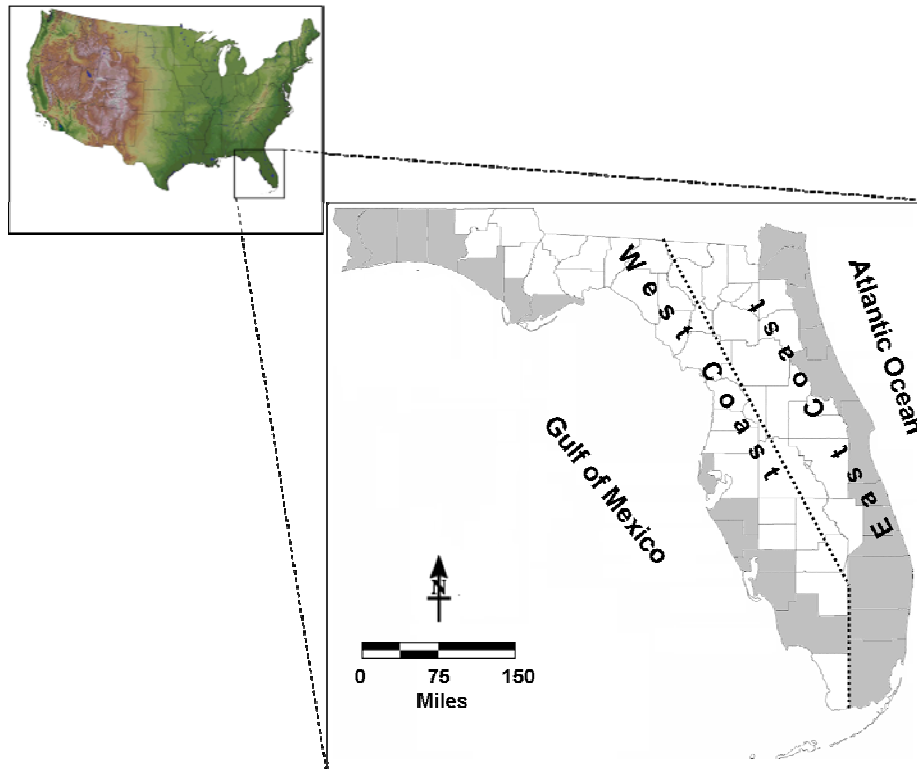 West Coast
East Coast
Atlantic Ocean
Gulf of Mexico
N
0 75 150
Miles